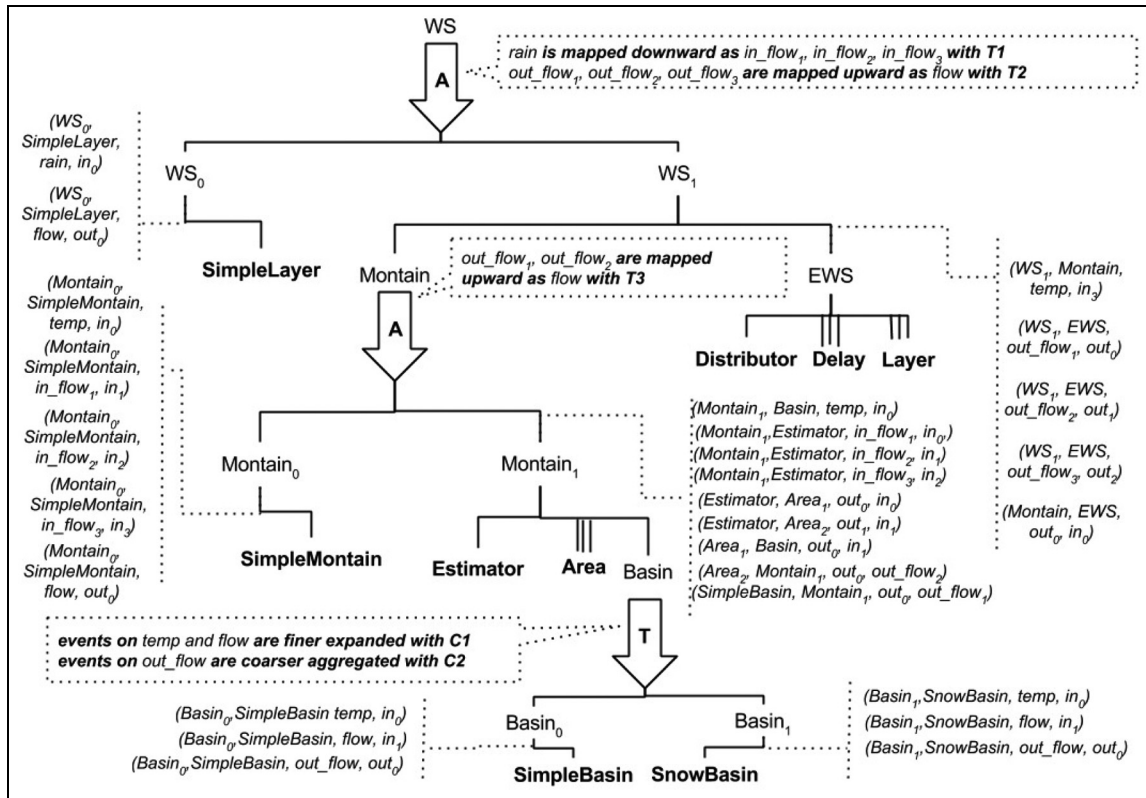 WS
rain is mapped downward as in_flow₁, in_flow₂, in_flow₃ with T1
out_flow₁, out_flow₂, out_flow₃ are mapped upward as flow with T2
A
(WS₀,
SimpleLayer,
rain, in₀)
(WS₀,
SimpleLayer,
flow, out₀)
WS₀
WS₁
SimpleLayer
Montain
out_flow₁, out_flow₂ are mapped
upward as flow with T3
EWS
A
Distributor
Delay
Layer
(WS₁, Montain,
temp, in₃)
(WS₁, EWS,
out_flow₁, out₀)
(WS₁, EWS,
out_flow₂, out₁)
(WS₁, EWS,
out_flow₃, out₂)
(Montain, EWS,
out₀, in₀)
(Montain₀,
SimpleMontain,
temp, in₀)
(Montain₀,
SimpleMontain,
in_flow₁, in₁)
(Montain₀,
SimpleMontain,
in_flow₂, in₂)
(Montain₀,
SimpleMontain,
in_flow₃, in₃)
(Montain₀,
SimpleMontain,
flow, out₀)
Montain₀
Montain₁
SimpleMontain
Estimator
Area
Basin
(Montain₁, Basin, temp, in₀)
(Montain₁,Estimator, in_flow₁, in₀,)
(Montain₁,Estimator, in_flow₂, in₁)
(Montain₁,Estimator, in_flow₃, in₂)
(Estimator, Area₁, out₀, in₀)
(Estimator, Area₂, out₁, in₁)
(Area₁, Basin, out₀, in₁)
(Area₂, Montain₁, out₀, out_flow₂)
(SimpleBasin, Montain₁, out₀, out_flow₁)
events on temp and flow are finer expanded with C1
events on out_flow are coarser aggregated with C2
T
(Basin₀,SimpleBasin temp, in₀)
(Basin₀,SimpleBasin, flow, in₁)
(Basin₀,SimpleBasin, out_flow, out₀)
Basin₀
Basin₁
SimpleBasin
SnowBasin
(Basin₁,SnowBasin, temp, in₀)
(Basin₁,SnowBasin, flow, in₁)
(Basin₁,SnowBasin, out_flow, out₀)